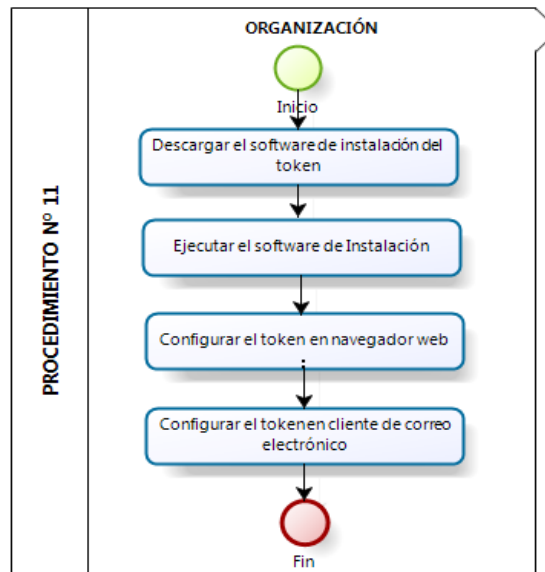 ORGANIZACIÓN
PROCEDIMIENTO Nº 11
Inicio
Descargar el software de instalación del
token
Ejecutar el software de Instalación
Configurar el token en navegador web
:
Configurar el tokenen cliente de correo
electrónico
Fin